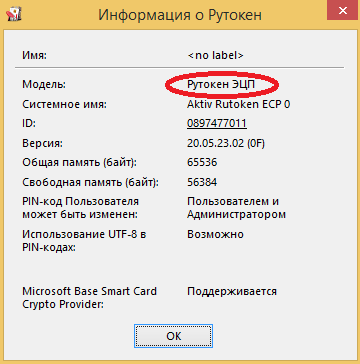 Информация о Рутокен
Имя: <no label>
Модель: Рутокен ЭЦП
Системное имя: Aktiv Rutoken ECP 0
ID: 0897477011
Версия: 20.05.23.02 (0F)
Общая память (байт): 65536
Свободная память (байт): 56384
PIN-код Пользователя может быть изменен: Пользователем и Администратором
Использование UTF-8 в PIN-кодах: Возможно
Microsoft Base Smart Card Crypto Provider: Поддерживается
OK